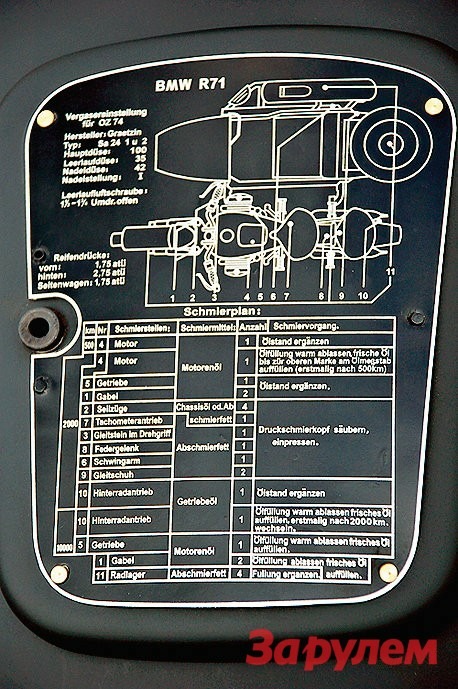 BMW R71
Vergasereinstellung
für OZ 74
Hersteller: Graetzin
Typ: Sa 24 1 u 2
Hauptdüse: 100
Leerlaufdüse: 35
Nadeldüse: 42
Nadelstellung: I
Leerlaufluftschraube:
1½-1¾ Umdr. offen
Reifendrücke:
vorn: 1,75 atü
hinten: 2,75 atü
Seitenwagen: 1,75 atü
1 2 3 4 5 6 7 8 9 10 11
Schmierplan:
km Nr Schmierstellen: Schmiermittel: Anzahl Schmiervorgang.
500 4 Motor Motorenöl 1 Ölstand ergänzen
2000 4 Motor 1 Ölfüllung warm ablassen, frische Öl
bis zür oberen Marke am Ölmegstab
auffüllen (erstmalig nach 500km)
5 Getriebe 1 Ölstand ergänzen.
1 Gabel 2
2 Seilzüge Chassisöl od. Ab 4 Druckschmierkopf säubern,
einpressen.
7 Tachometerantrieb schmierfett 1
3 Gleitstein im Drehgriff Abschmierfett 1
8 Federgelenk 1
6 Schwingarm 1
9 Gleitschuh 2
10 Hinterradantrieb Getriebeöl 1 Ölstand ergänzen
10 Hinterradantrieb 1 Ölfüllung warm ablassen frisches Öl
auffüllen. erstmalig nach 2000 km.
wechseln.
10000 5 Getriebe Motorenöl 1 Ölfüllung warm ablassen frisches Öl
auffüllen.
1 Gabel 2 Ölfüllung ablassen frisches Öl
11 Radlager Abschmierfett 4 Fullung erganzen. auffüllen.
За рулем